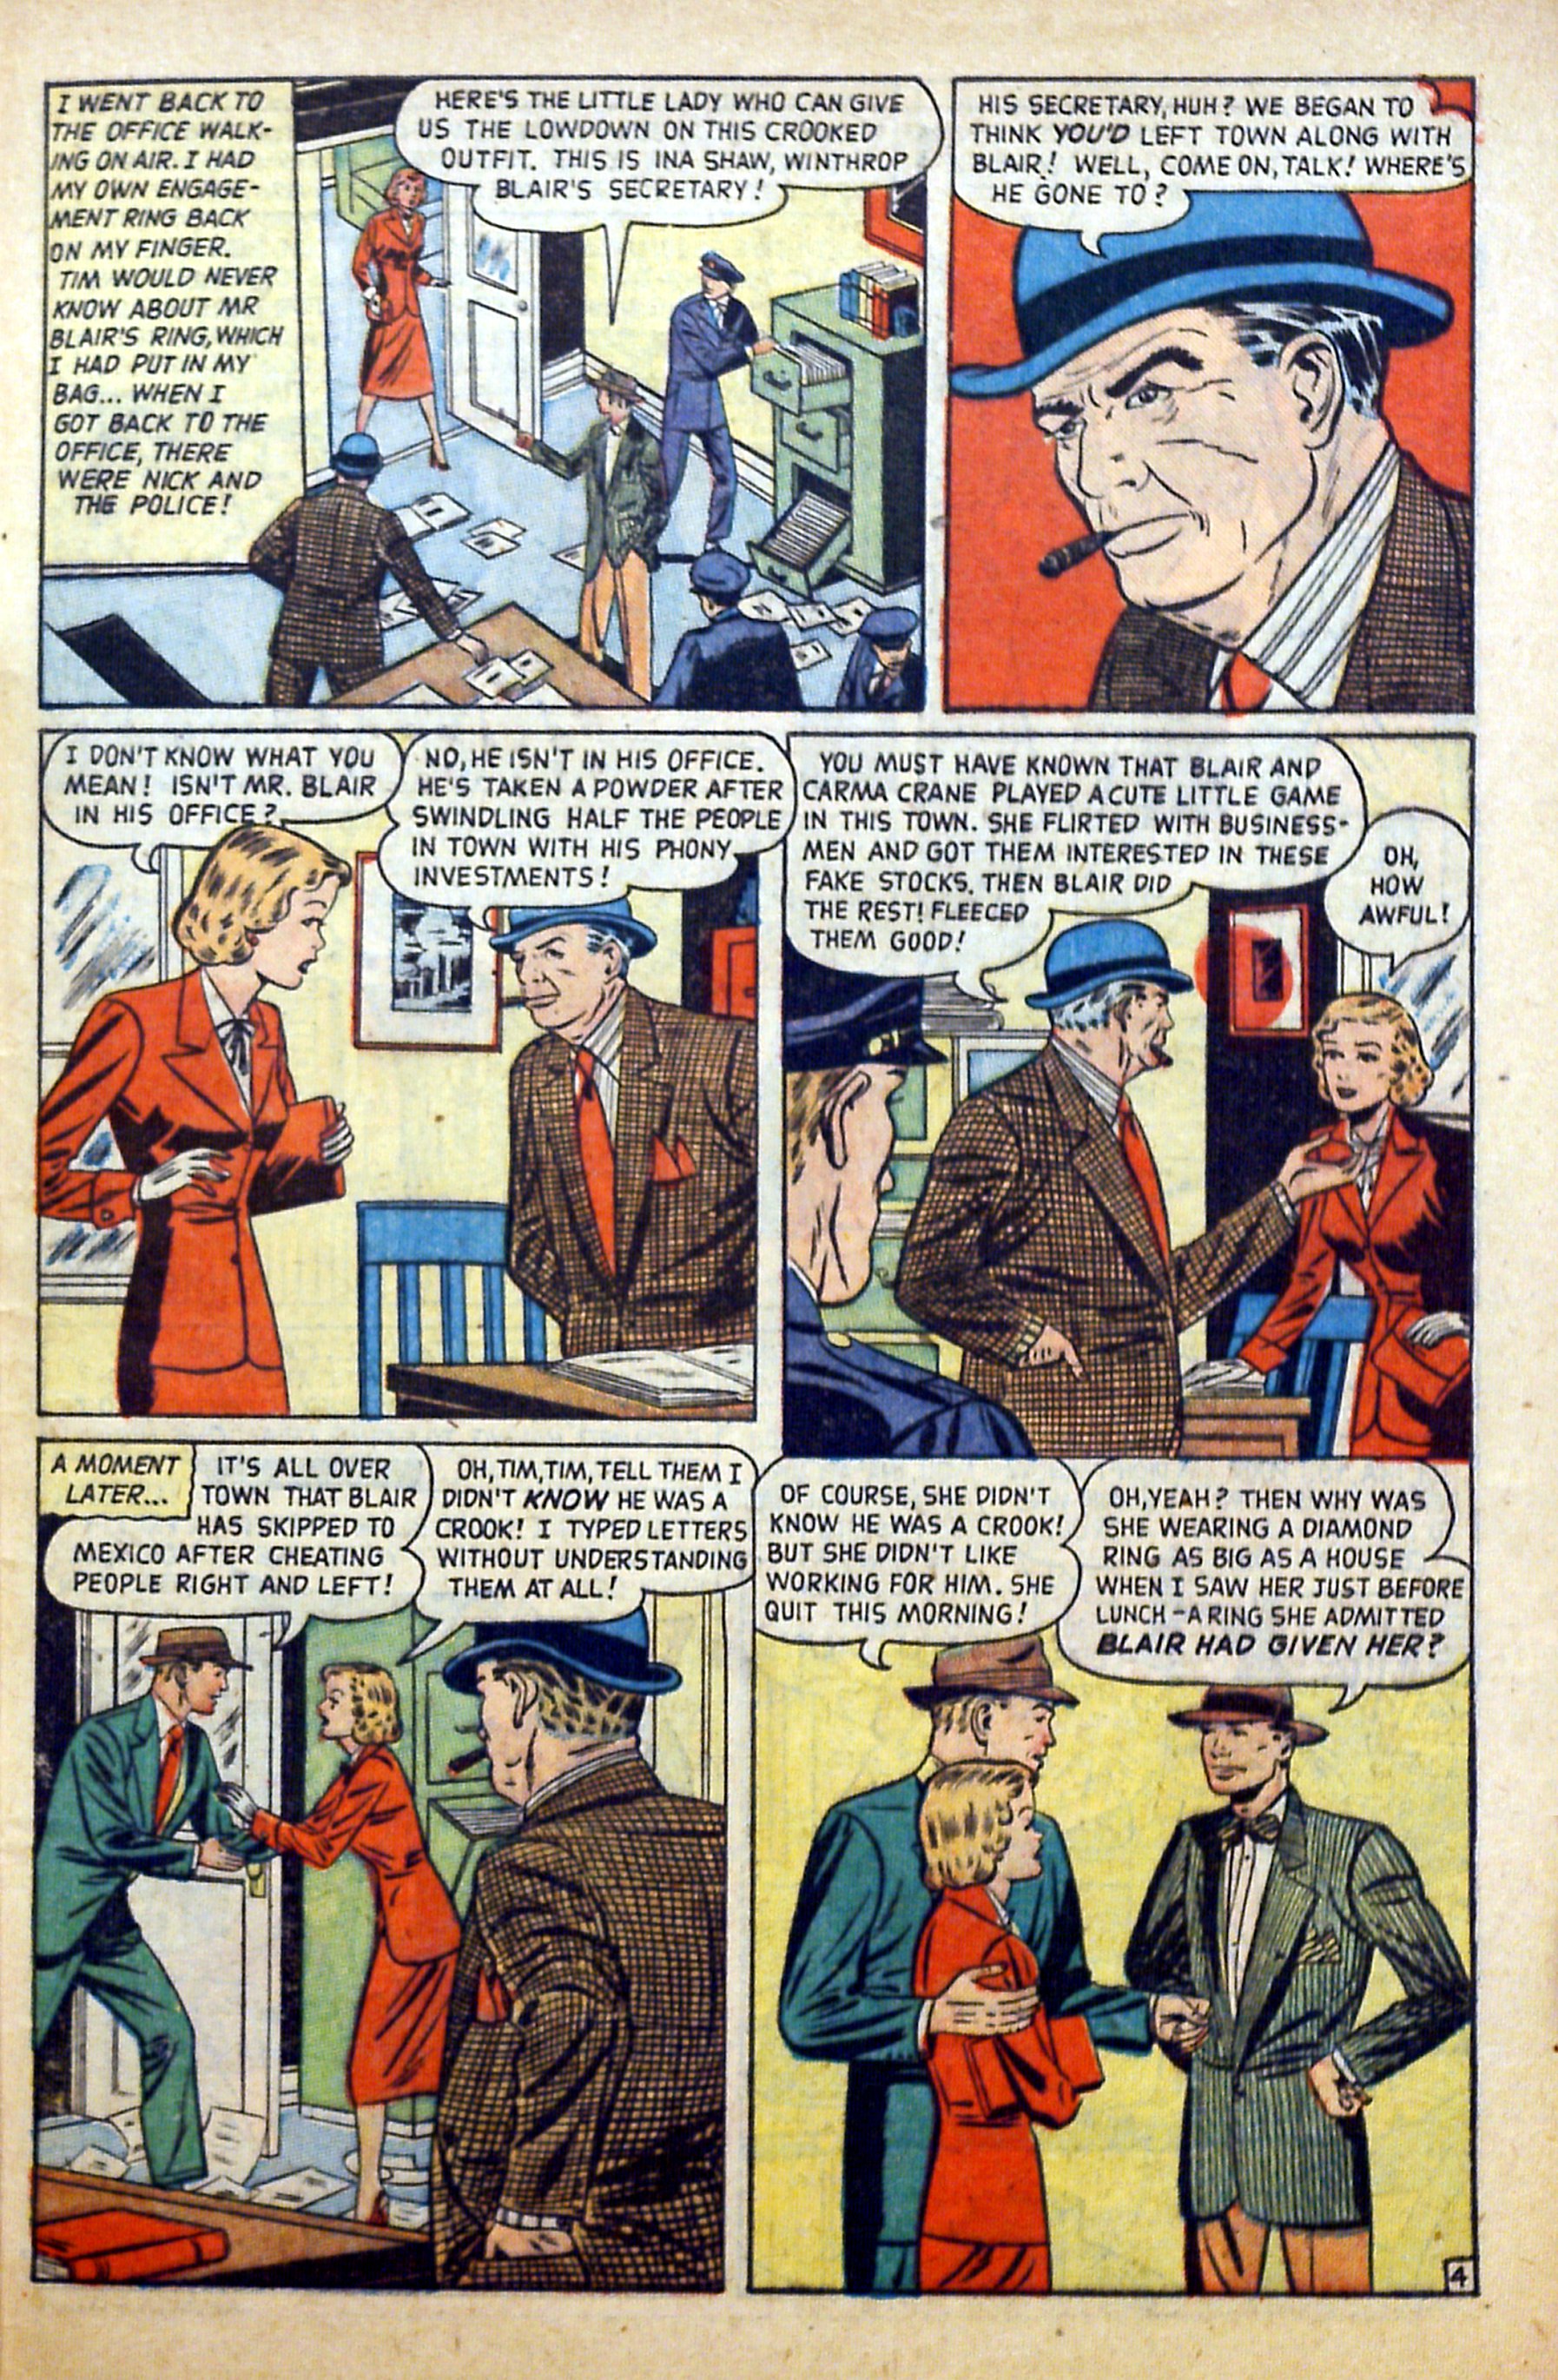 I WENT BACK TO
THE OFFICE WALK-
ING ON AIR. I HAD
MY OWN ENGAGE-
MENT RING BACK
ON MY FINGER.
TIM WOULD NEVER
KNOW ABOUT MR
BLAIR'S RING, WHICH
I HAD PUT IN MY
BAG... WHEN I
GOT BACK TO THE
OFFICE, THERE
WERE NICK AND
THE POLICE!
HERE'S THE LITTLE LADY WHO CAN GIVE
US THE LOWDOWN ON THIS CROOKED
OUTFIT. THIS IS INA SHAW, WINTHROP
BLAIR'S SECRETARY!
HIS SECRETARY, HUH? WE BEGAN TO
THINK YOU'D LEFT TOWN ALONG WITH
BLAIR! WELL, COME ON, TALK! WHERE'S
HE GONE TO?
I DON'T KNOW WHAT YOU
MEAN! ISN'T MR. BLAIR
IN HIS OFFICE?
NO, HE ISN'T IN HIS OFFICE.
HE'S TAKEN A POWDER AFTER
SWINDLING HALF THE PEOPLE
IN TOWN WITH HIS PHONY
INVESTMENTS!
YOU MUST HAVE KNOWN THAT BLAIR AND
CARMA CRANE PLAYED A CUTE LITTLE GAME
IN THIS TOWN. SHE FLIRTED WITH BUSINESS-
MEN AND GOT THEM INTERESTED IN THESE
FAKE STOCKS. THEN BLAIR DID
THE REST! FLEECED
THEM GOOD!
OH,
HOW
AWFUL!
A MOMENT
LATER...
IT'S ALL OVER
TOWN THAT BLAIR
HAS SKIPPED TO
MEXICO AFTER CHEATING
PEOPLE RIGHT AND LEFT!
OH, TIM, TIM, TELL THEM I
DIDN'T KNOW HE WAS A
CROOK! I TYPED LETTERS
WITHOUT UNDERSTANDING
THEM AT ALL!
OF COURSE, SHE DIDN'T
KNOW HE WAS A CROOK!
BUT SHE DIDN'T LIKE
WORKING FOR HIM. SHE
QUIT THIS MORNING!
OH, YEAH? THEN WHY WAS
SHE WEARING A DIAMOND
RING AS BIG AS A HOUSE
WHEN I SAW HER JUST BEFORE
LUNCH - A RING SHE ADMITTED
BLAIR HAD GIVEN HER?
4